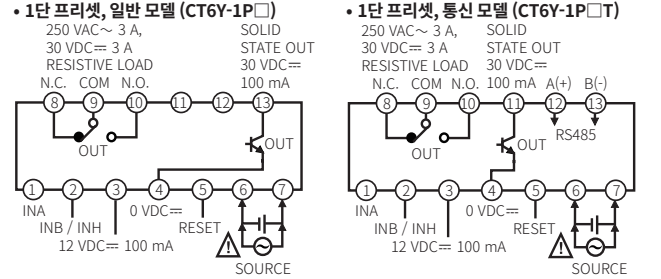 • 1단 프리셋, 일반 모델 (CT6Y-1P□)
250 VAC～ 3 A,
30 VDC⎓ 3 A
RESISTIVE LOAD
N.C. COM N.O.
SOLID
STATE OUT
30 VDC⎓
100 mA
8 9 10 11 12 13
OUT
OUT
1 2 3 4 5 6 7
INA
INB / INH
12 VDC⎓ 100 mA
0 VDC⎓
RESET
SOURCE
• 1단 프리셋, 통신 모델 (CT6Y-1P□T)
250 VAC～ 3 A,
30 VDC⎓ 3 A
RESISTIVE LOAD
N.C. COM N.O.
SOLID
STATE OUT
30 VDC⎓
100 mA
A(+) B(-)
8 9 10 11 12 13
RS485
OUT
OUT
1 2 3 4 5 6 7
INA
INB / INH
12 VDC⎓ 100 mA
0 VDC⎓
RESET
SOURCE